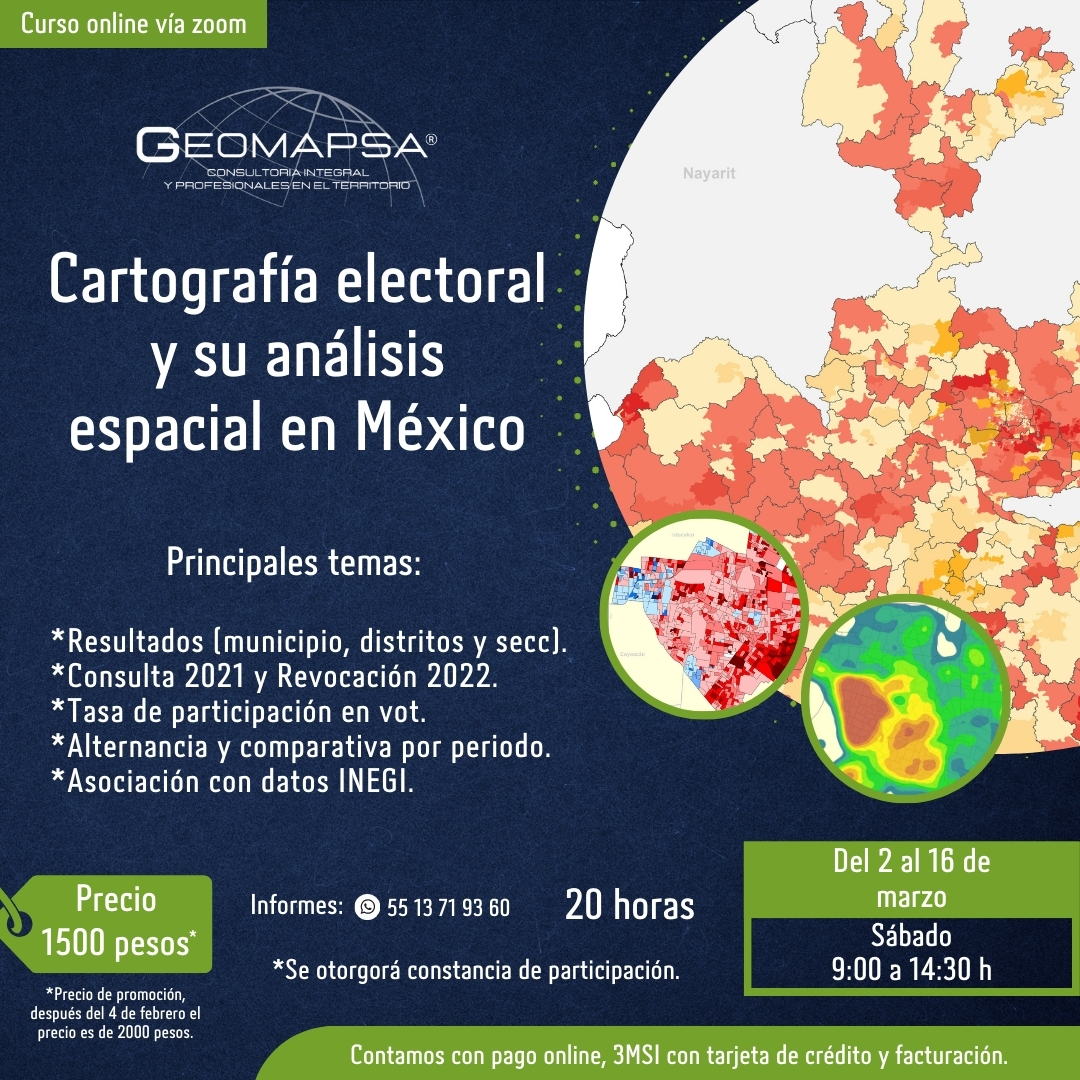 Curso online vía zoom
GEOMAPSA®
CONSULTORIA INTEGRAL
Y PROFESIONALES EN EL TERRITORIO
Nayarit
Cartografía electoral
y su análisis
espacial en México
Principales temas:
*Resultados (municipio, distritos y secc).
*Consulta 2021 y Revocación 2022.
*Tasa de participación en vot.
*Alternancia y comparativa por periodo.
*Asociación con datos INEGI.
Precio
1500 pesos*
*Precio de promoción,
después del 4 de febrero el
precio es de 2000 pesos.
Informes: 55 13 71 93 60
20 horas
*Se otorgorá constancia de participación.
Del 2 al 16 de
marzo
Sábado
9:00 a 14:30 h
Contamos con pago online, 3MSI con tarjeta de crédito y facturación.